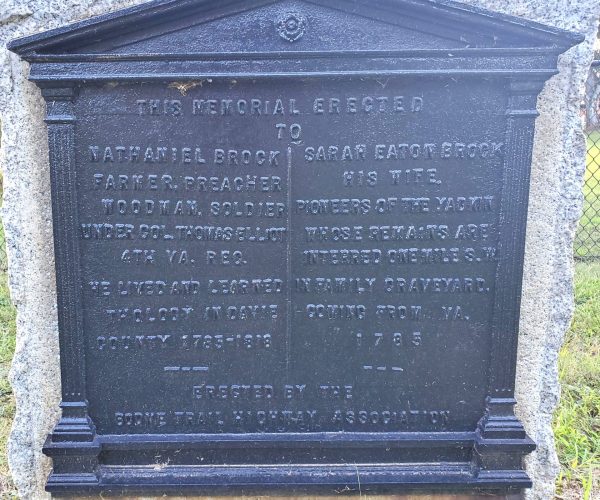 THIS MEMORIAL ERECTED
TO
NATHANIEL BROCK
FARMER, PREACHER
WOODMAN, SOLDIER
UNDER COL. THOMAS ELLIOT
4TH VA. REG.
HE LIVED AND LEARNED
THOLOGY IN DAVIE
COUNTY 1785-1818
SARAH EATON BROCK
HIS WIFE,
PIONEERS OF THE YADKIN
WHOSE REMAINS ARE
INTERRED ONE MILE S.W.
IN FAMILY GRAVEYARD.
COMING FROM VA.
1785
ERECTED BY THE
BOONE TRAIL HIGHWAY ASSOCIATION